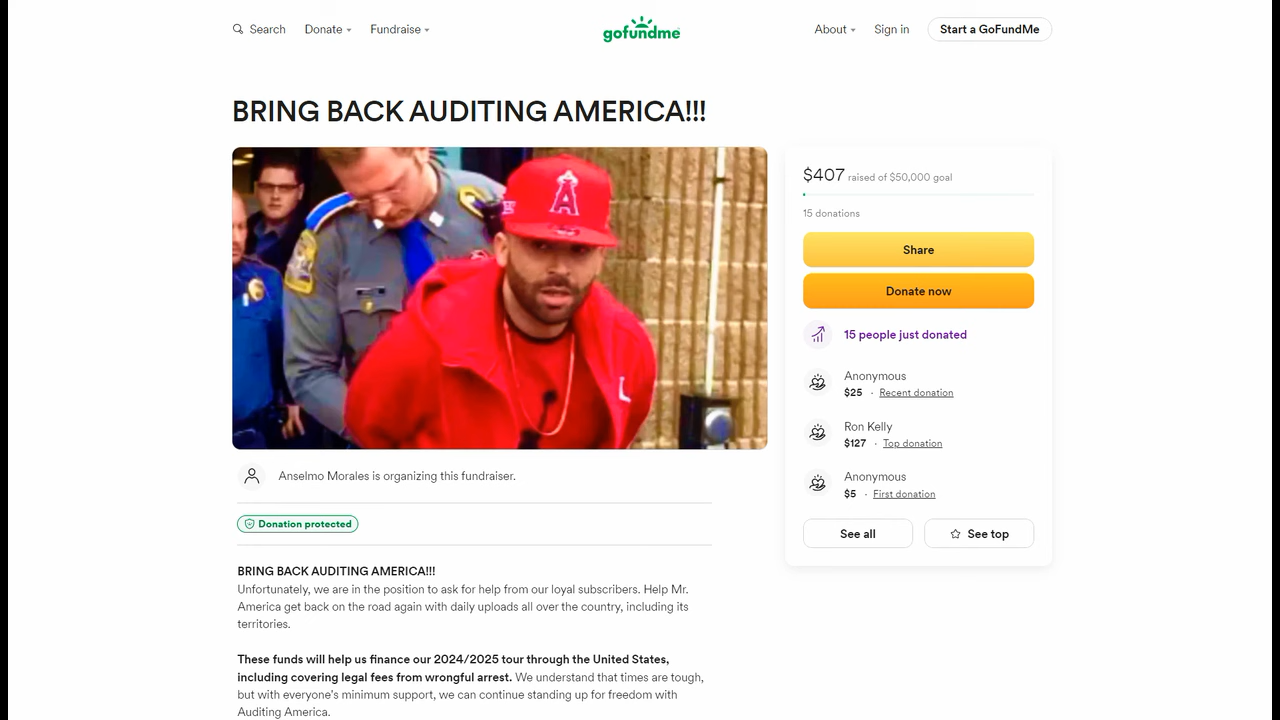 Search Donate Fundraise gofundme About Sign in Start a GoFundMe
BRING BACK AUDITING AMERICA!!!
A
L
$407 raised of $50,000 goal
15 donations
Share
Donate now
15 people just donated
Anonymous
$25 · Recent donation
Ron Kelly
$127 · Top donation
Anonymous
$5 · First donation
See all See top
Anselmo Morales is organizing this fundraiser.
Donation protected
BRING BACK AUDITING AMERICA!!!
Unfortunately, we are in the position to ask for help from our loyal subscribers. Help Mr.
America get back on the road again with daily uploads all over the country, including its
territories.
These funds will help us finance our 2024/2025 tour through the United States,
including covering legal fees from wrongful arrest. We understand that times are tough,
but with everyone's minimum support, we can continue standing up for freedom with
Auditing America.